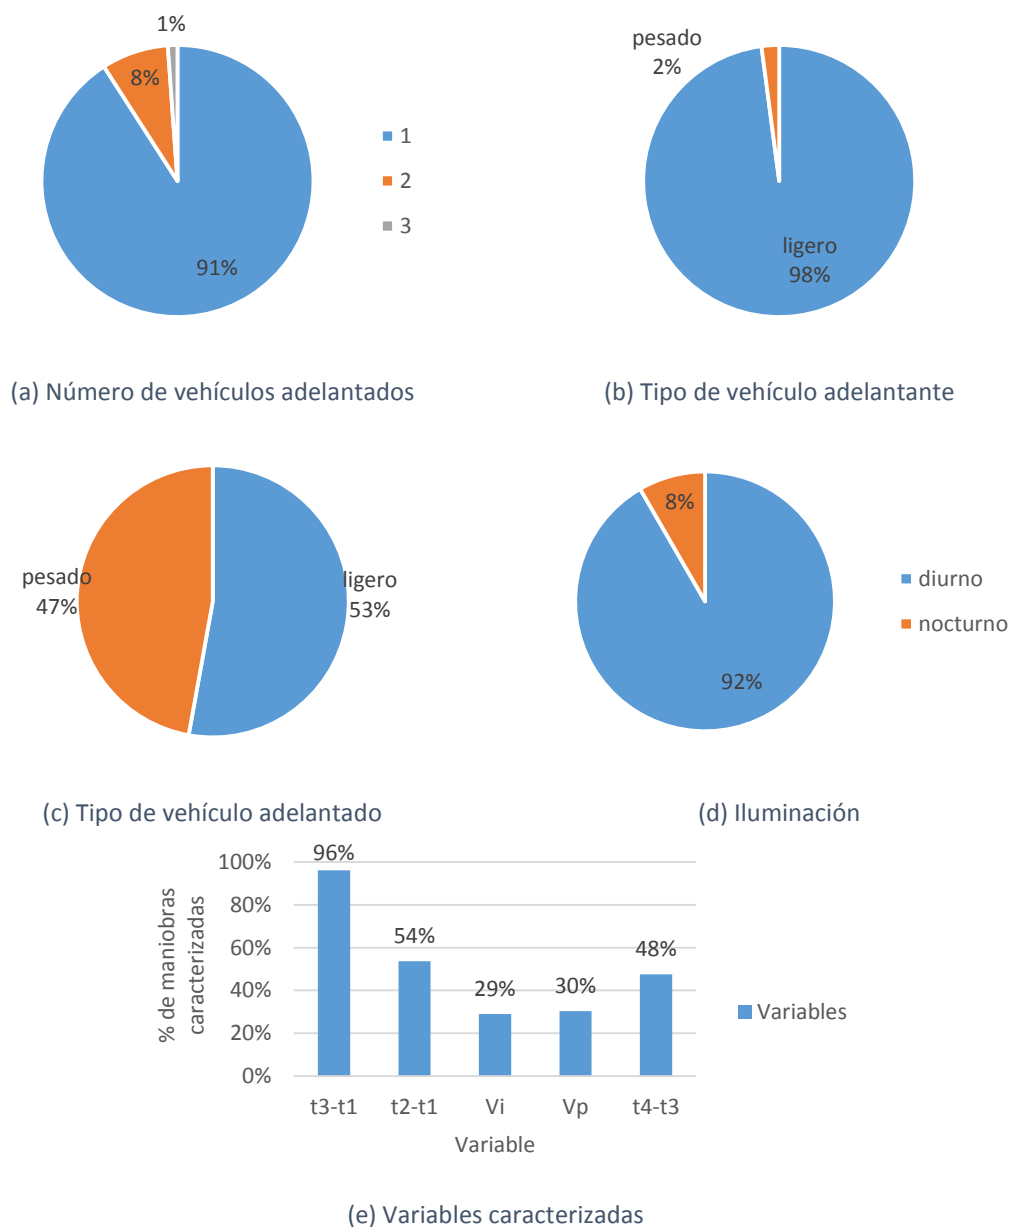 1%
8%
91%
1
2
3
(a) Número de vehículos adelantados
pesado
2%
ligero
98%
(b) Tipo de vehículo adelantante
pesado
47%
ligero
53%
(c) Tipo de vehículo adelantado
8%
92%
diurno
nocturno
(d) Iluminación
% de maniobras
caracterizadas
100%
80%
60%
40%
20%
0%
96%
54%
29%
30%
48%
t3-t1
t2-t1
Vi
Vp
t4-t3
Variable
Variables
(e) Variables caracterizadas